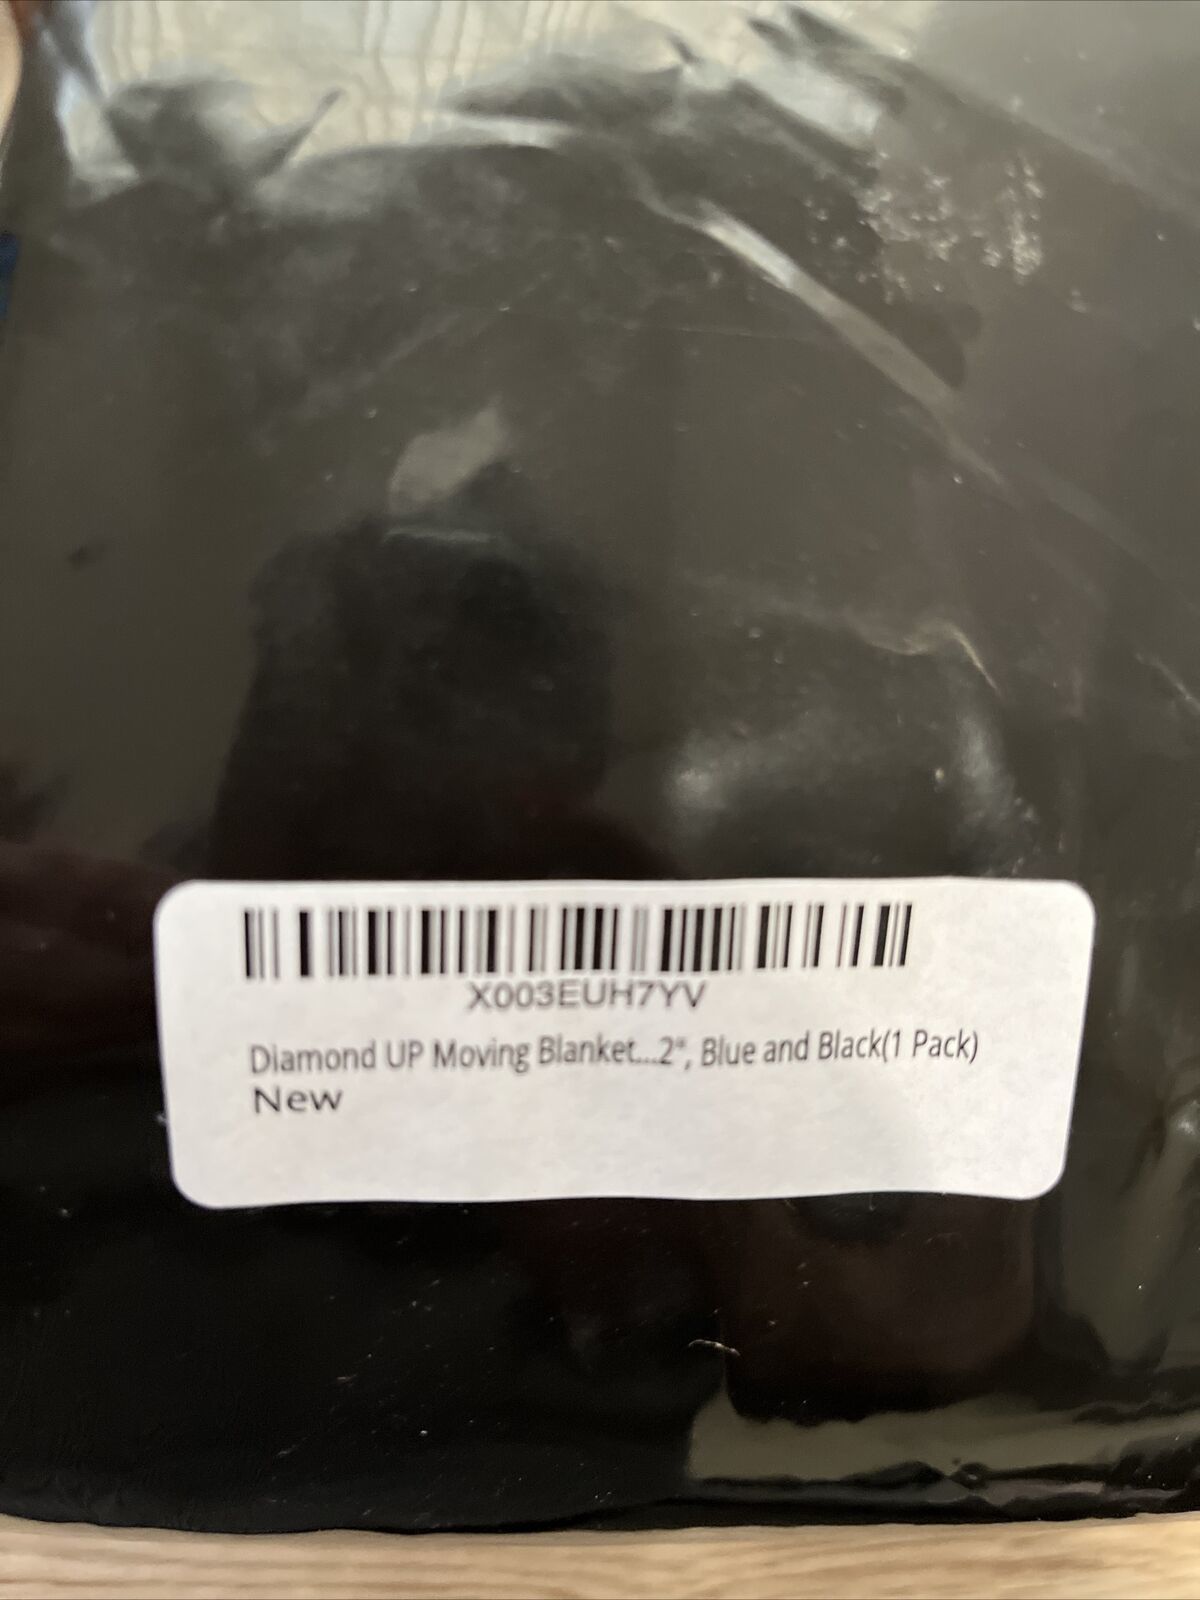 X003EUH7YV
Diamond UP Moving Blanket...2", Blue and Black(1 Pack)
New